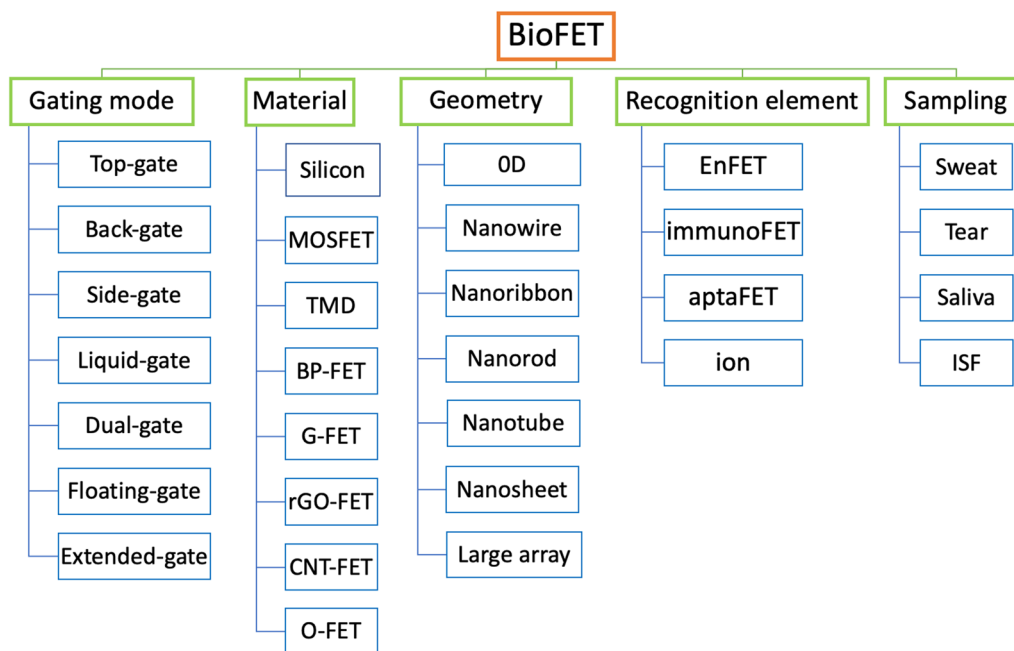 BioFET
Gating mode
Top-gate
Back-gate
Side-gate
Liquid-gate
Dual-gate
Floating-gate
Extended-gate
Material
Silicon
MOSFET
TMD
BP-FET
G-FET
rGO-FET
CNT-FET
O-FET
Geometry
0D
Nanowire
Nanoribbon
Nanorod
Nanotube
Nanosheet
Large array
Recognition element
EnFET
immunoFET
aptaFET
ion
Sampling
Sweat
Tear
Saliva
ISF